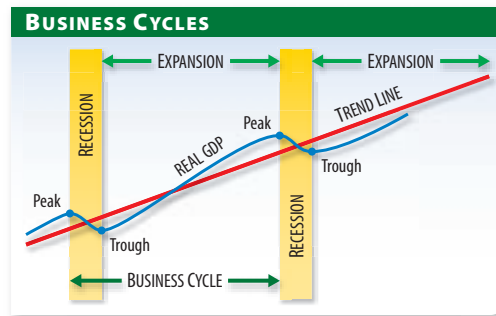 BUSINESS CYCLES
EXPANSION
EXPANSION
RECESSION
Peak
REAL GDP
TREND LINE
Peak
Trough
Trough
RECESSION
BUSINESS CYCLE